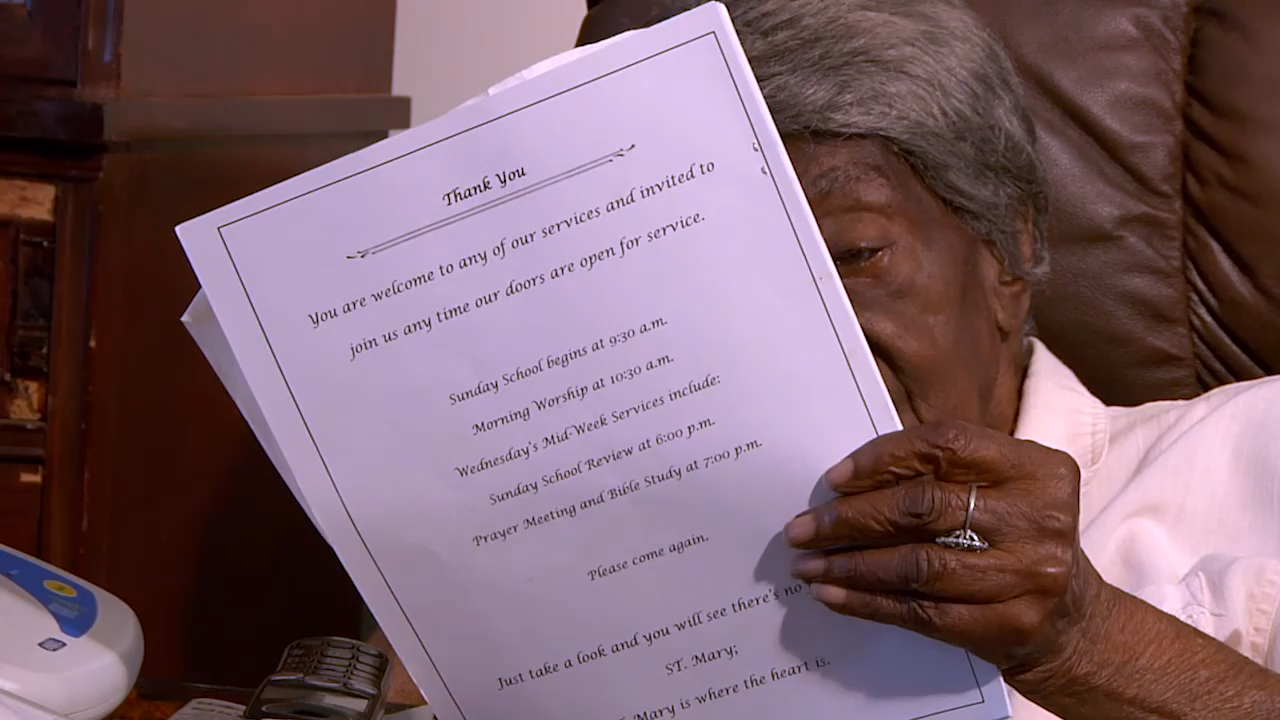 Thank You
You are welcome to any of our services and invited to
join us any time our doors are open for service.
Sunday School begins at 9:30 a.m.
Morning Worship at 10:30 a.m.
Wednesday's Mid-Week Services include:
Sunday School Review at 6:00 p.m.
Prayer Meeting and Bible Study at 7:00 p.m.
Please come again.
Just take a look and you will see there's no
ST. Mary;
Mary is where the heart is.